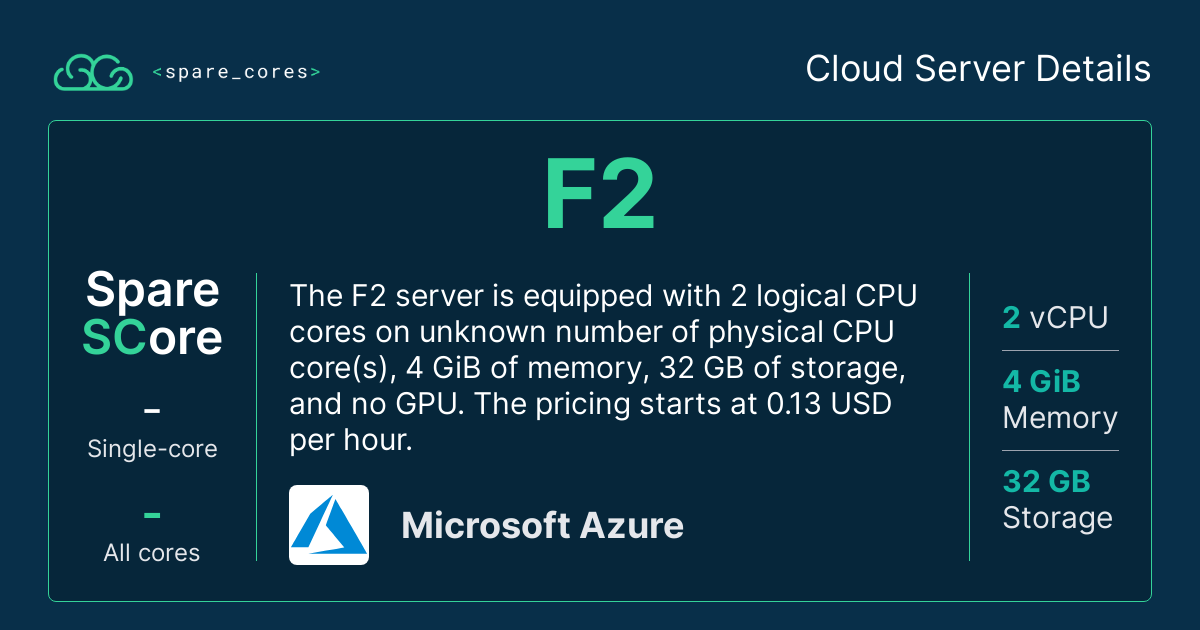 <spare_cores>
Cloud Server Details
F2
Spare
SCore
–
Single-core
–
All cores
The F2 server is equipped with 2 logical CPU
cores on unknown number of physical CPU
core(s), 4 GiB of memory, 32 GB of storage,
and no GPU. The pricing starts at 0.13 USD
per hour.
Microsoft Azure
2 vCPU
4 GiB
Memory
32 GB
Storage